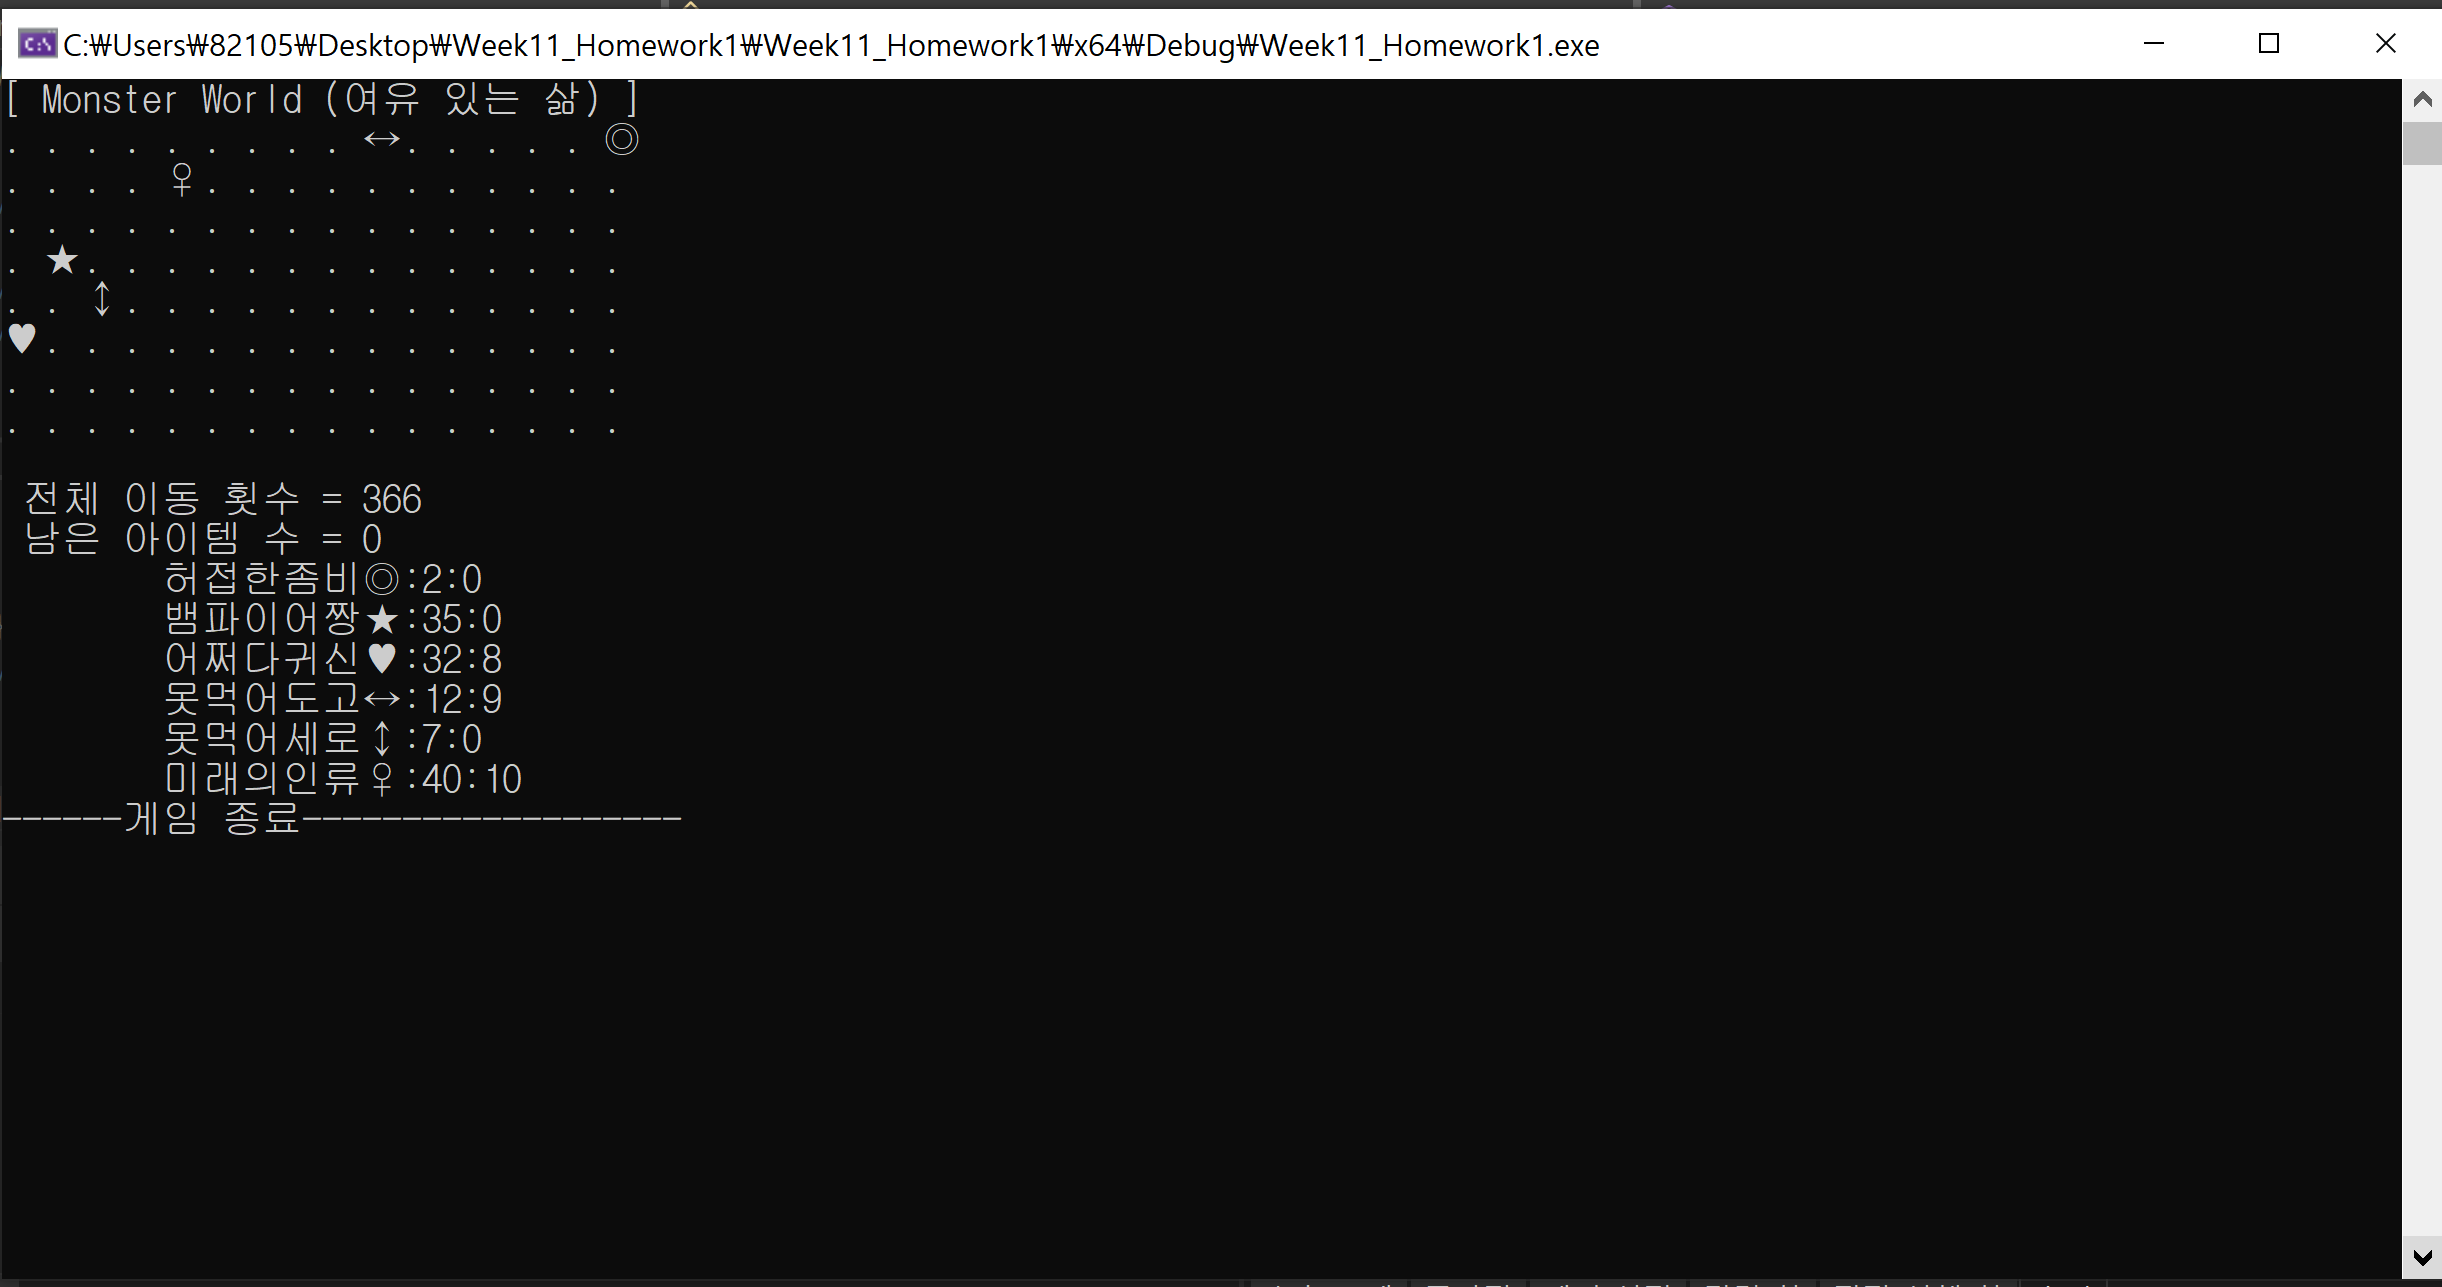 C:₩Users₩82105₩Desktop₩Week11_Homework1₩Week11_Homework1₩x64₩Debug₩Week11_Homework1.exe
[ Monster World (여유 있는 삶) ]
. . . . . . . . . ↔. . . . . ◎
. . . . ♀. . . . . . . . . . .
. . . . . . . . . . . . . . . .
. ★. . . . . . . . . . . . . .
. . ↕. . . . . . . . . . . . .
♥. . . . . . . . . . . . . . .
. . . . . . . . . . . . . . . .
. . . . . . . . . . . . . . . .
전체 이동 횟수 = 366
남은 아이템 수 = 0
허접한좀비◎:2:0
뱀파이어짱★:35:0
어쩌다귀신♥:32:8
못먹어도고↔:12:9
못먹어세로↕:7:0
미래의인류♀:40:10
------게임 종료-------------------